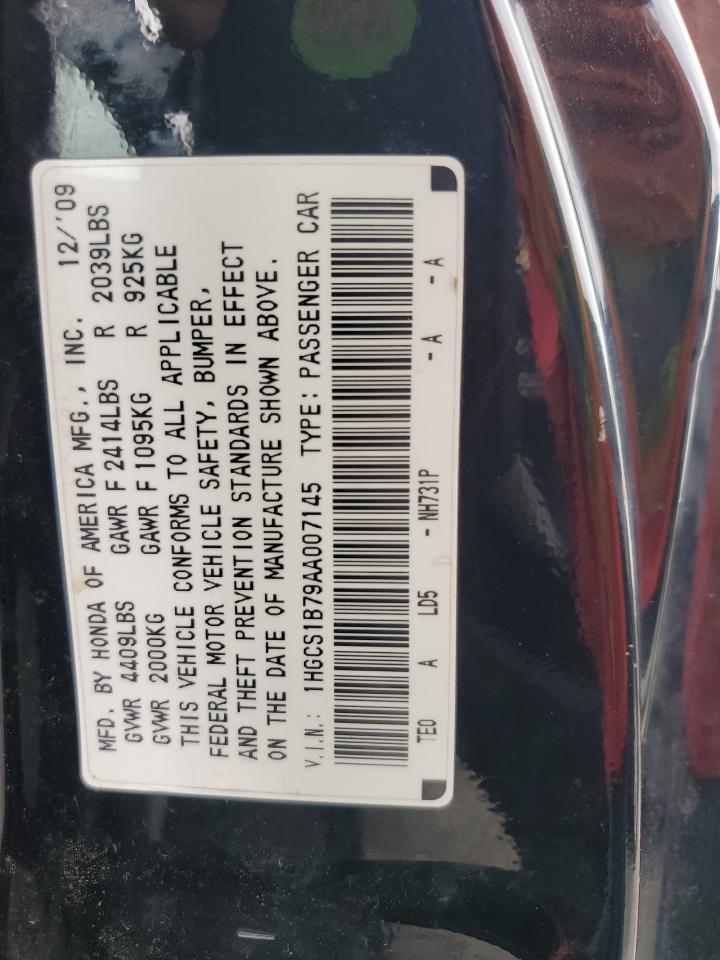 MFD. BY HONDA OF AMERICA MFG., INC. 12/'09
GVWR 4409LBS GAWR F 2414LBS R 2039LBS
GVWR 2000KG GAWR F 1095KG R 925KG
THIS VEHICLE CONFORMS TO ALL APPLICABLE
FEDERAL MOTOR VEHICLE SAFETY, BUMPER,
AND THEFT PREVENTION STANDARDS IN EFFECT
ON THE DATE OF MANUFACTURE SHOWN ABOVE.
V.I.N.: 1HGCS1B79AA007145 TYPE: PASSENGER CAR
TE0 A LD5 - NH731P - A - A